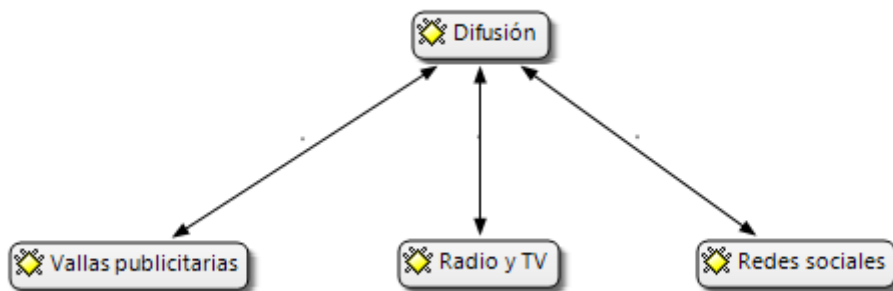 Difusión
Vallas publicitarias
Radio y TV
Redes sociales